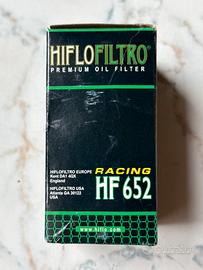 HIFLOFILTRO®
PREMIUM OIL FILTER
RACING
HIFLOFILTRO EUROPE
Kent DA1 4QX
England
HF 652
HIFLOFILTRO USA
Atlanta GA 30122
USA
www.hiflo.com